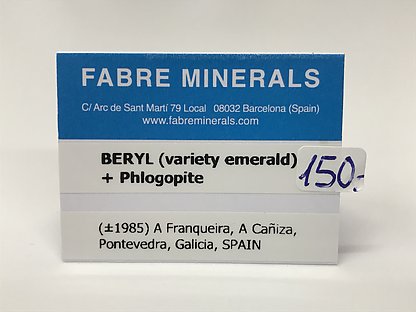 FABRE MINERALS
C/ Arc de Sant Martí 79 Local 08032 Barcelona (Spain)
www.fabreminerals.com
BERYL (variety emerald)
+ Phlogopite
150.-
(±1985) A Franqueira, A Cañiza,
Pontevedra, Galicia, SPAIN